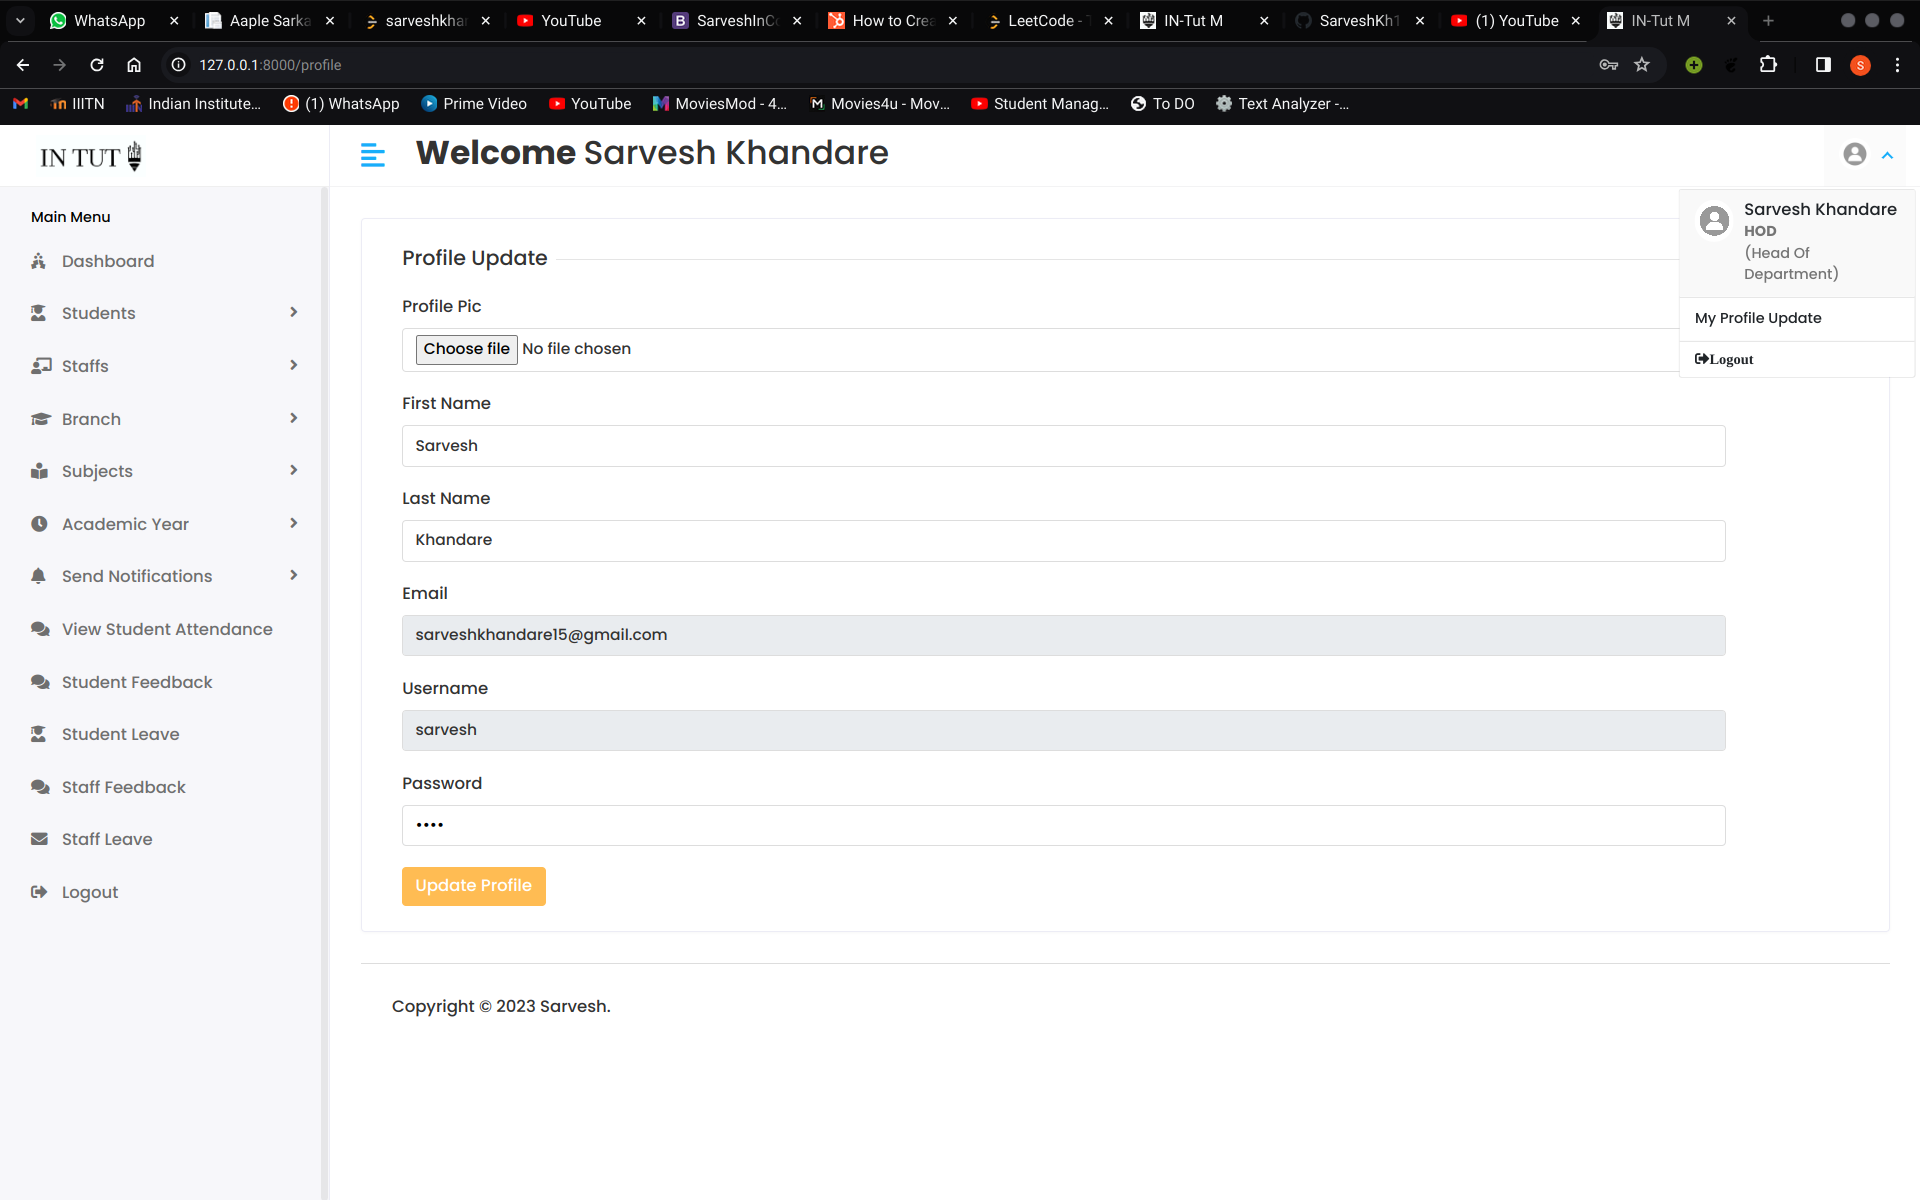 WhatsApp
Aaple Sarka
sarveshkhar
YouTube
B
SarveshInCo
How to Crea
LeetCode - T
IN-Tut M
SarveshKh1
(1) YouTube
IN-Tut M
127.0.0.1:8000/profile
S
IIITN
Indian Institute...
(1) WhatsApp
Prime Video
YouTube
MoviesMod - 4...
Movies4u - Mov...
Student Manag...
To DO
Text Analyzer -...
IN TUT
Welcome Sarvesh Khandare
Sarvesh Khandare
HOD
(Head Of
Department)
My Profile Update
Logout
Main Menu
Dashboard
Students
Staffs
Branch
Subjects
Academic Year
Send Notifications
View Student Attendance
Student Feedback
Student Leave
Staff Feedback
Staff Leave
Logout
Profile Update
Profile Pic
Choose file No file chosen
First Name
Sarvesh
Last Name
Khandare
Email
sarveshkhandare15@gmail.com
Username
sarvesh
Password
••••
Update Profile
Copyright © 2023 Sarvesh.